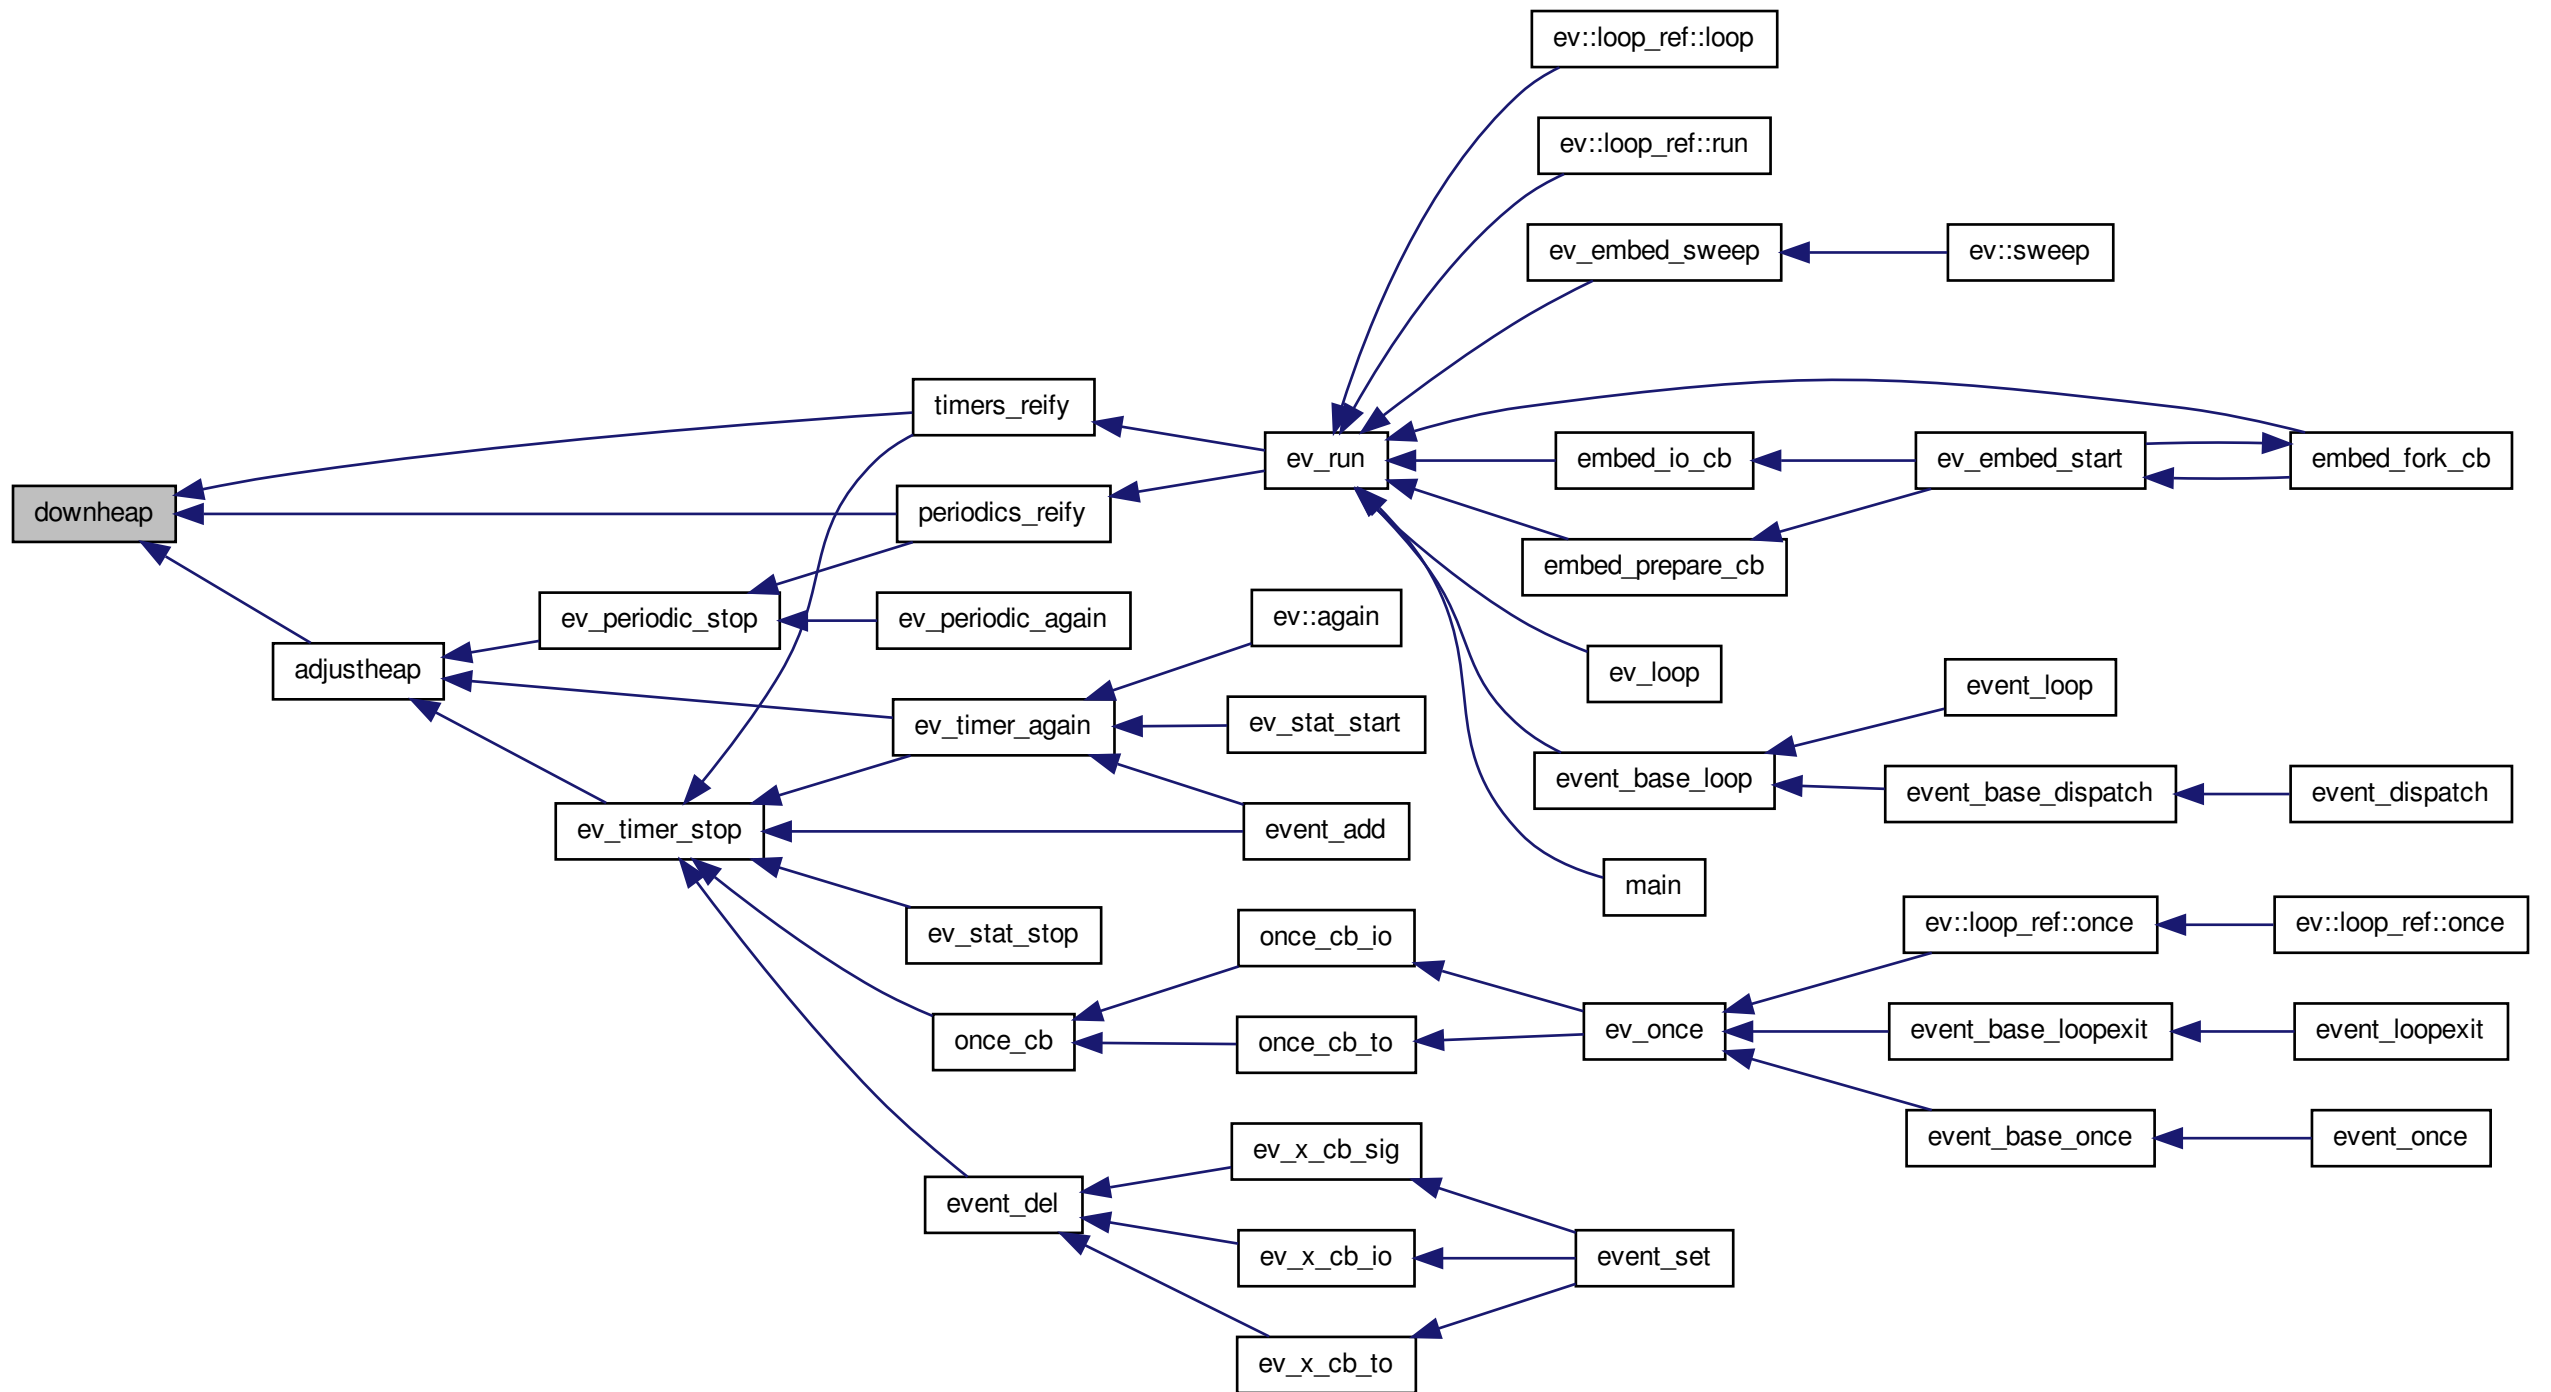 ev::loop_ref::loop
ev::loop_ref::run
ev_embed_sweep
ev::sweep
timers_reify
ev_run
embed_io_cb
ev_embed_start
embed_fork_cb
downheap
periodics_reify
embed_prepare_cb
ev_periodic_stop
ev_periodic_again
ev::again
adjustheap
ev_loop
event_loop
ev_timer_again
ev_stat_start
event_base_loop
event_base_dispatch
event_dispatch
ev_timer_stop
event_add
main
ev_stat_stop
once_cb_io
ev::loop_ref::once
ev::loop_ref::once
once_cb
once_cb_to
ev_once
event_base_loopexit
event_loopexit
ev_x_cb_sig
event_base_once
event_once
event_del
ev_x_cb_io
event_set
ev_x_cb_to